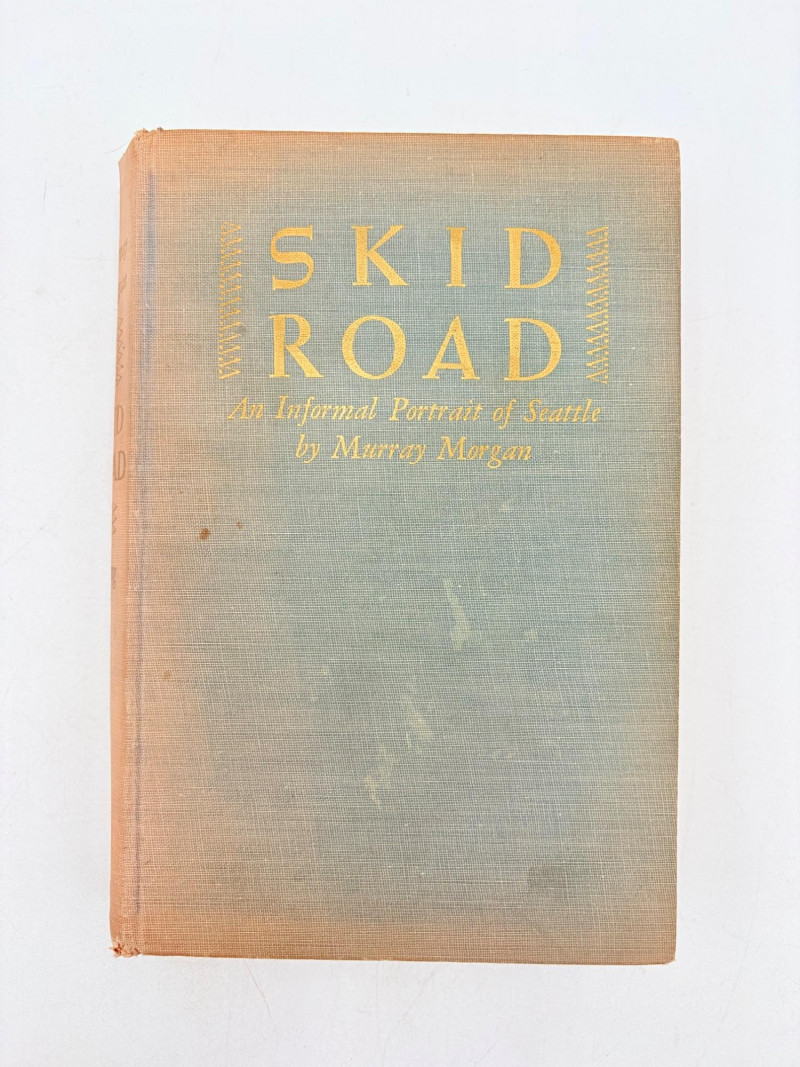 SKID
ROAD
An Informal Portrait of Seattle
by Murray Morgan